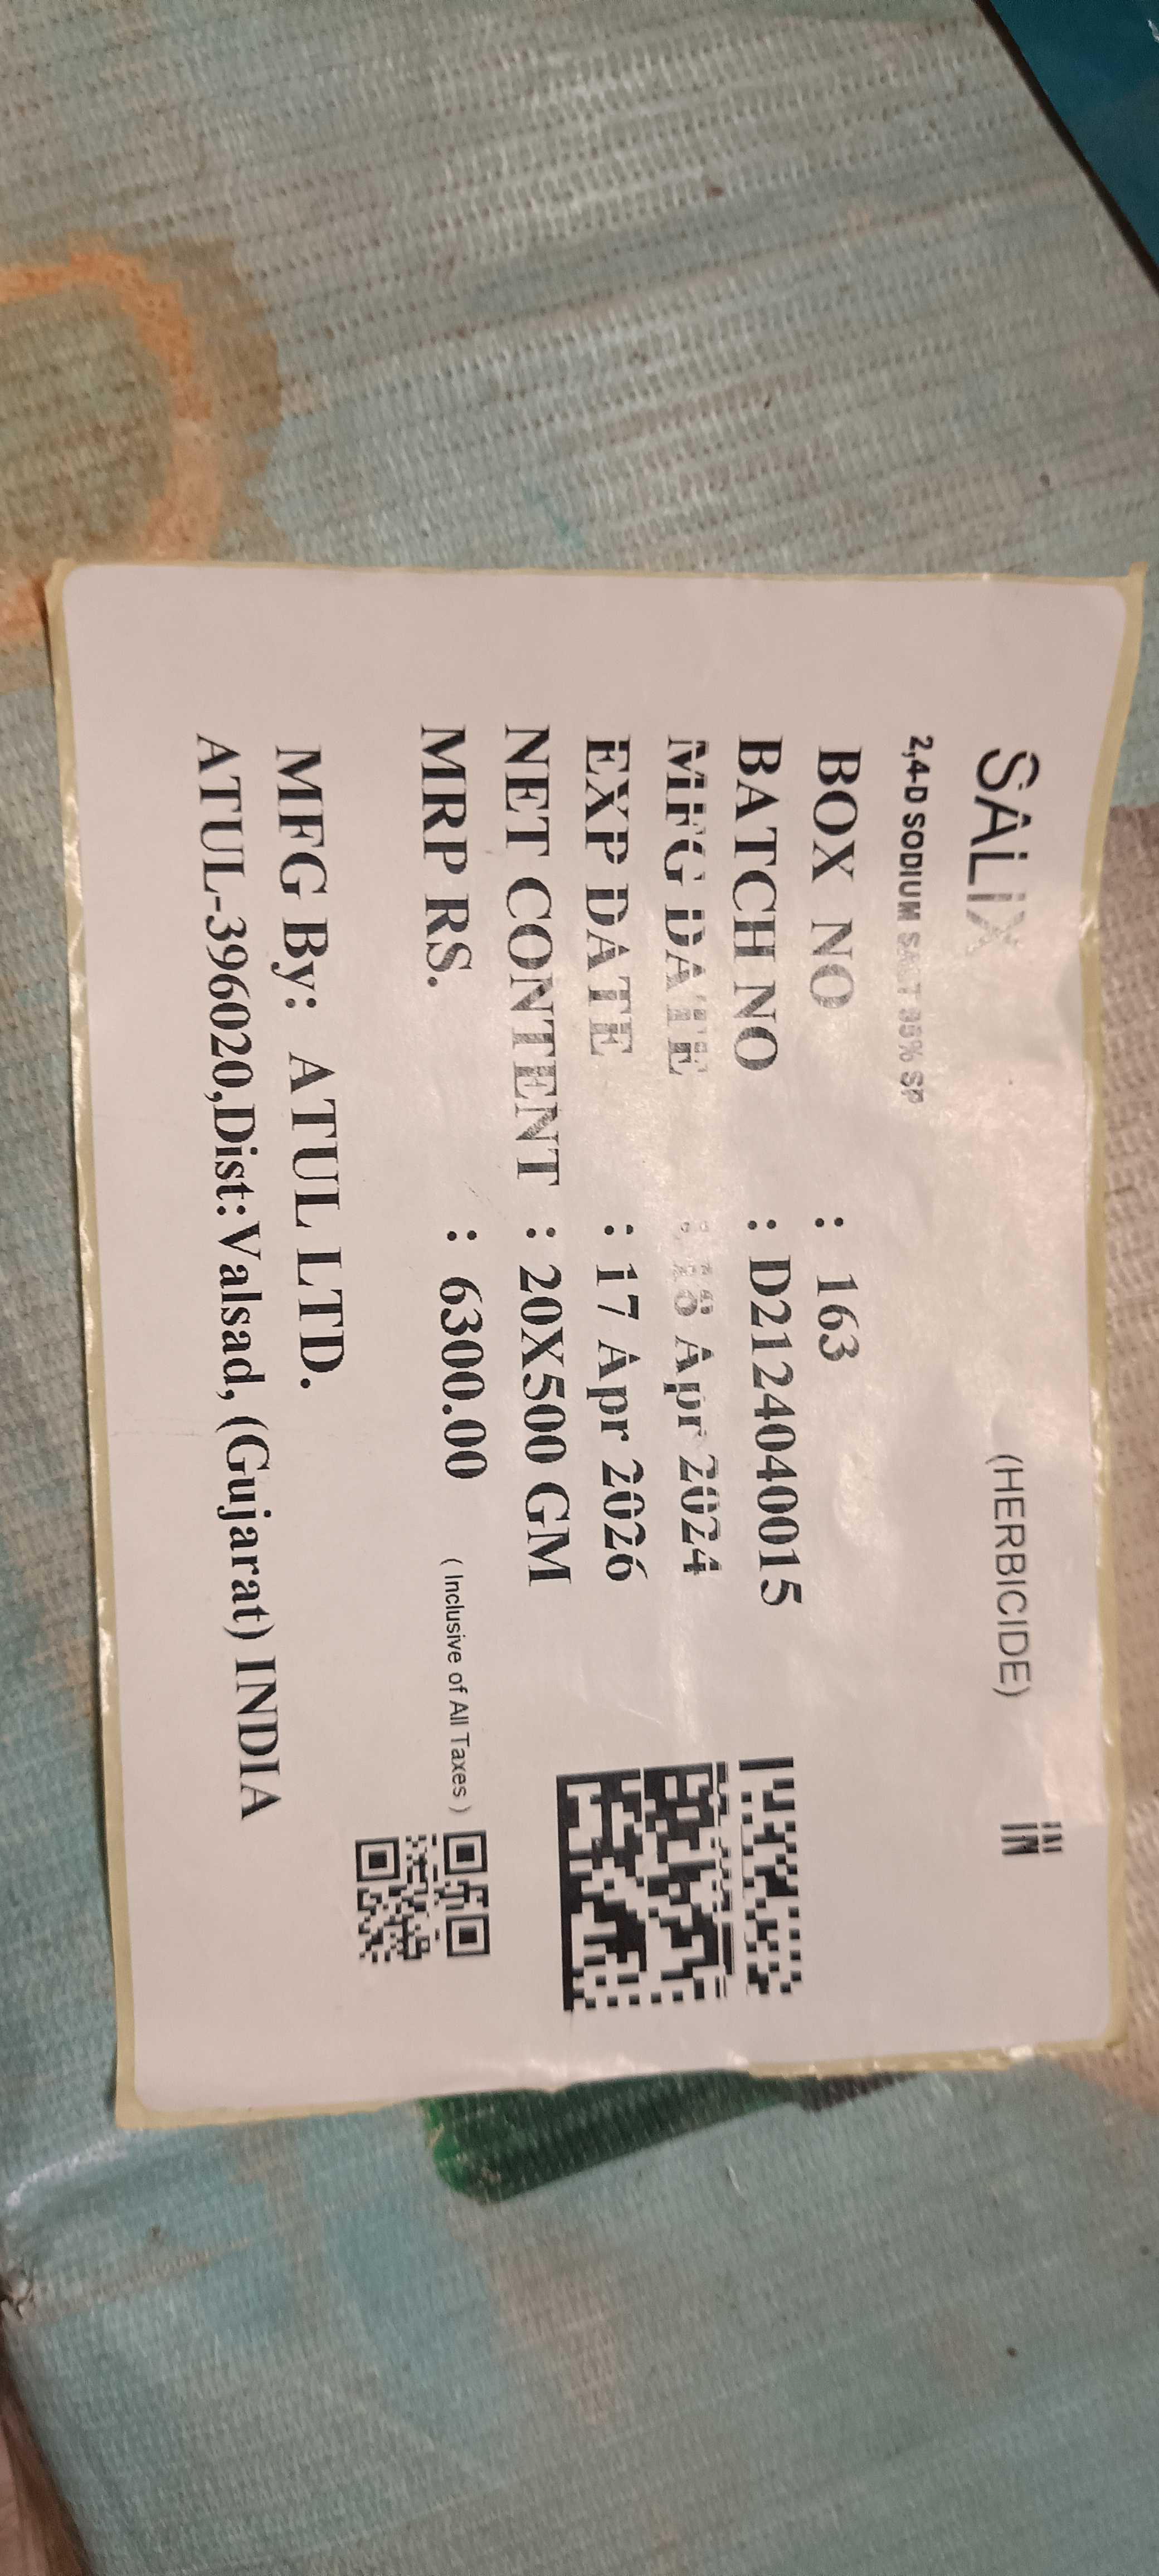 SALIX (HERBICIDE) IN
IN
2,4-D SODIUM SALT SP
BOX NO : 163
BATCH NO : D2124040015
MFG DATE : Apr 2024
EXP DATE : 17 Apr 2026
NET CONTENT : 20X500 GM
MRP RS. : 6300.00 ( Inclusive of All Taxes )
MFG By: ATUL LTD.
ATUL-396020,Dist:Valsad, (Gujarat) INDIA